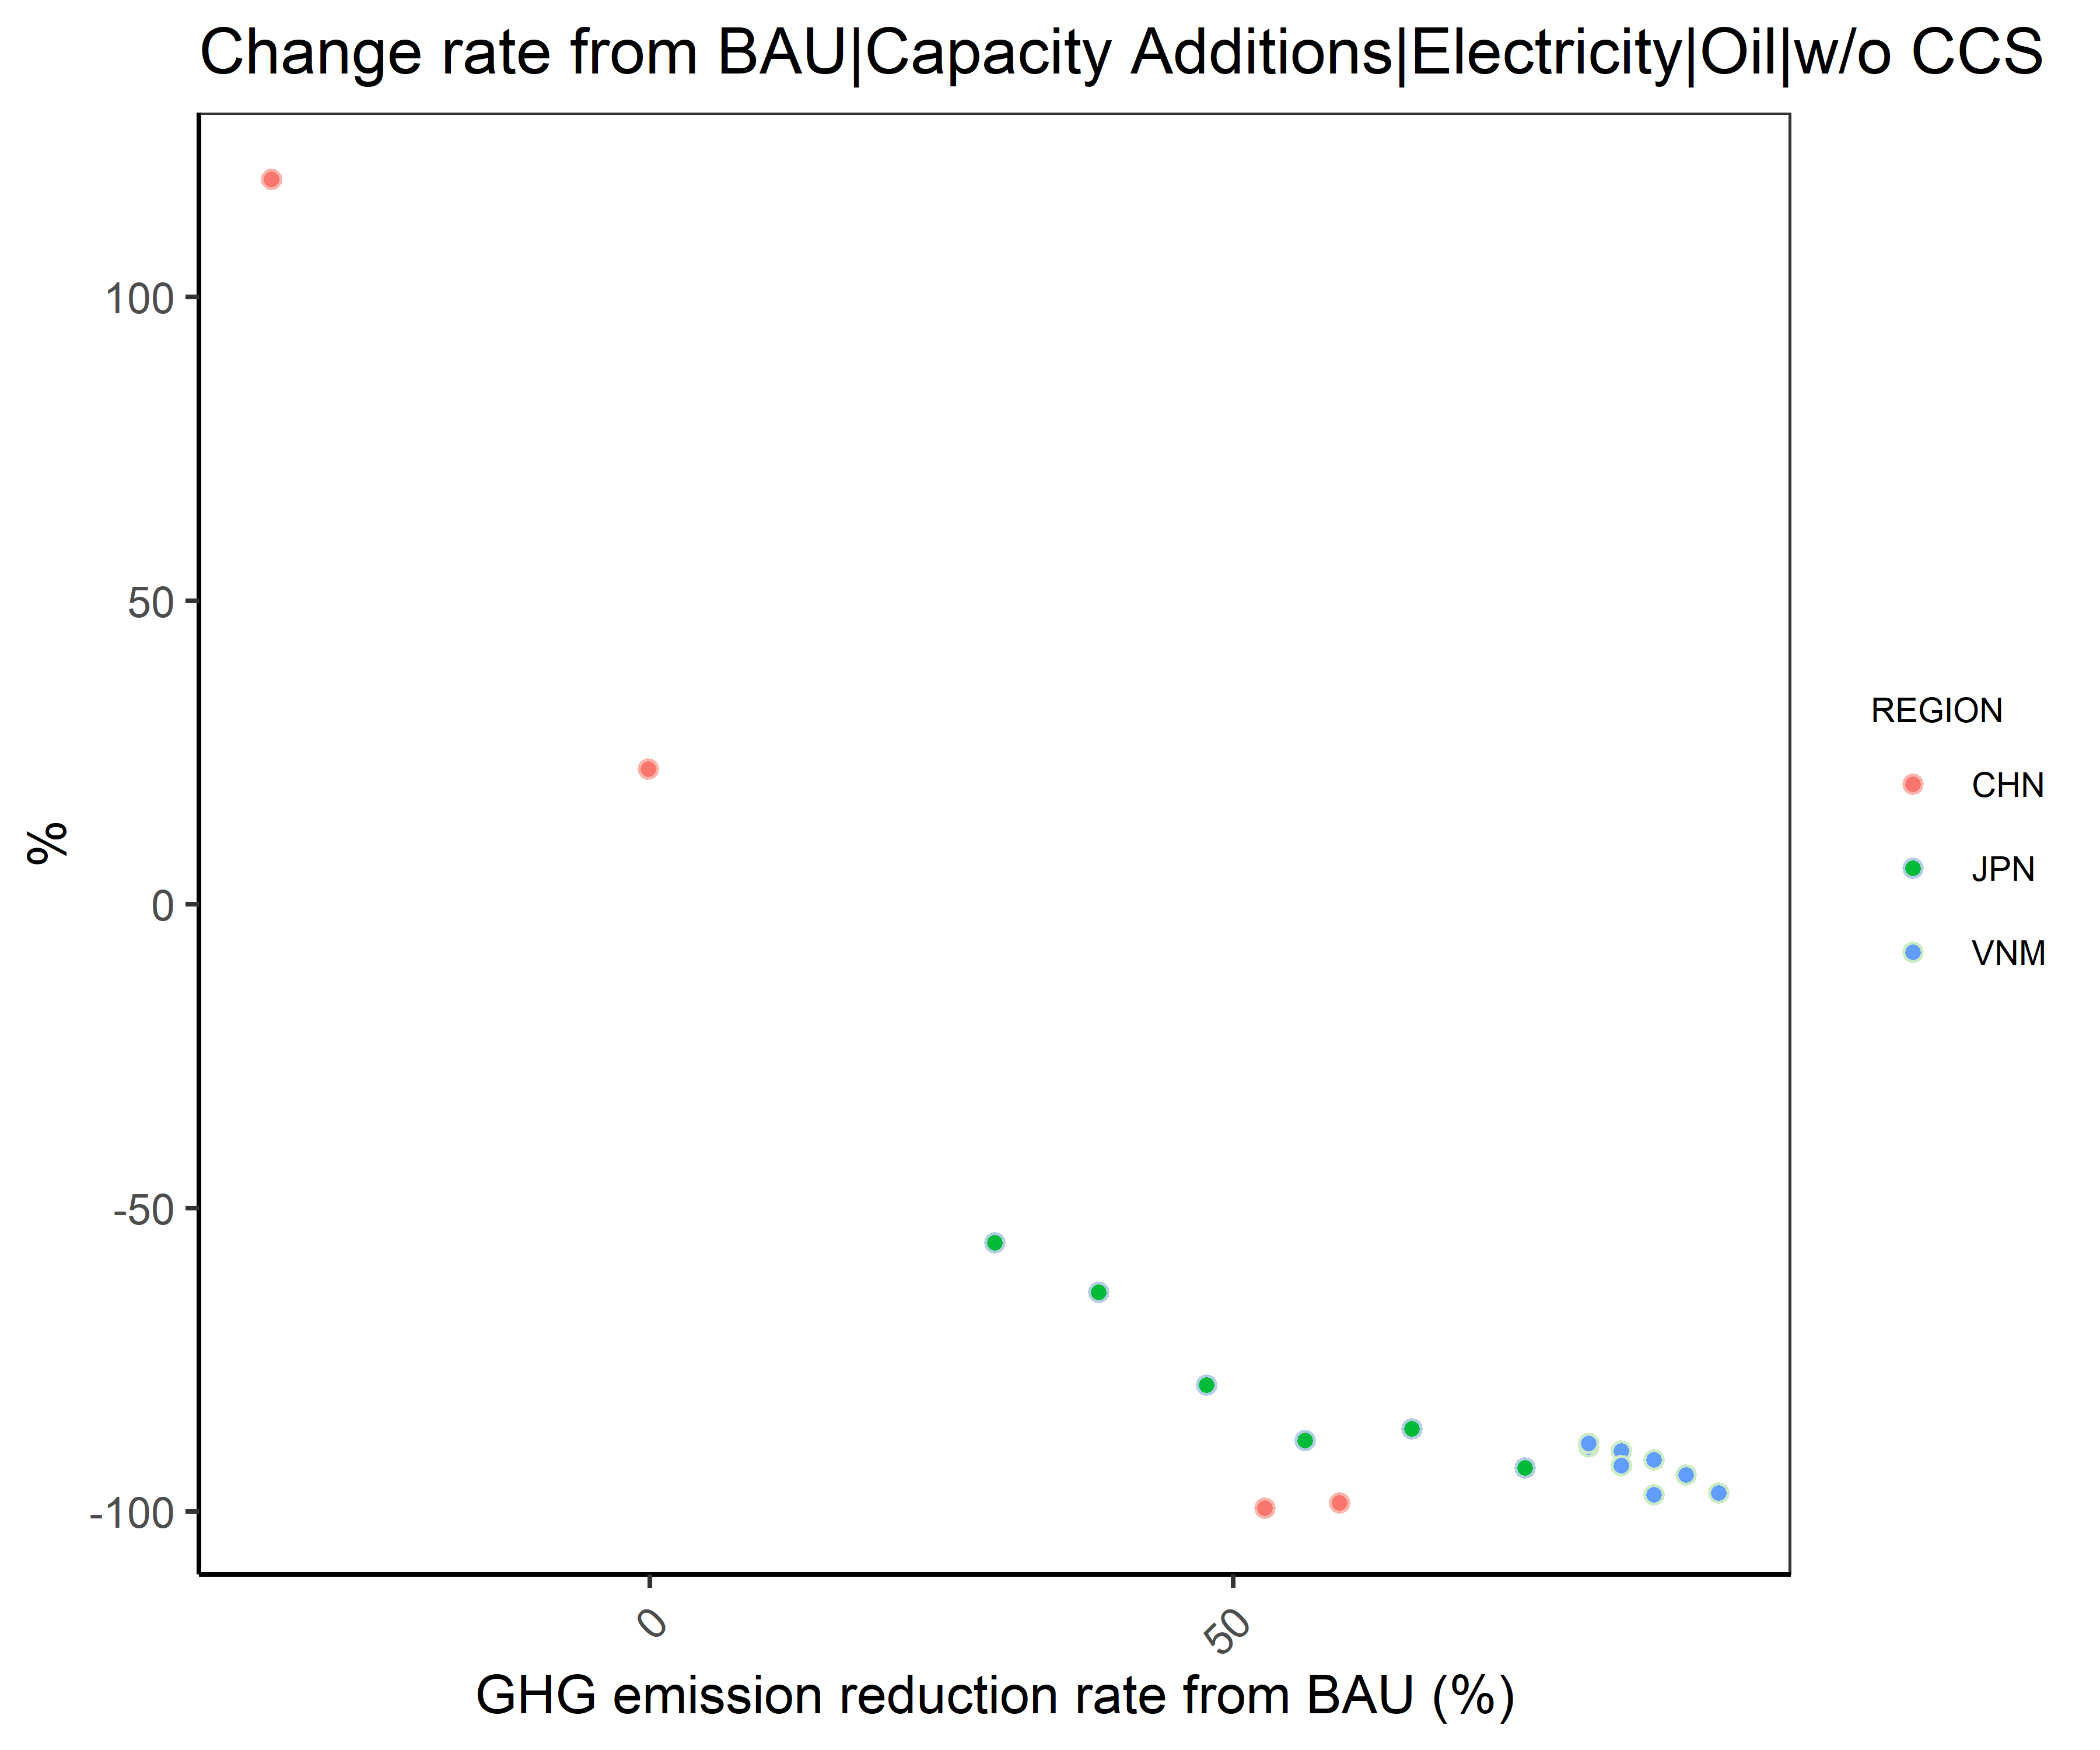 Change rate from BAU|Capacity Additions|Electricity|Oil|w/o CCS
100
50
0
-50
-100
%
0
50
GHG emission reduction rate from BAU (%)
REGION
CHN
JPN
VNM